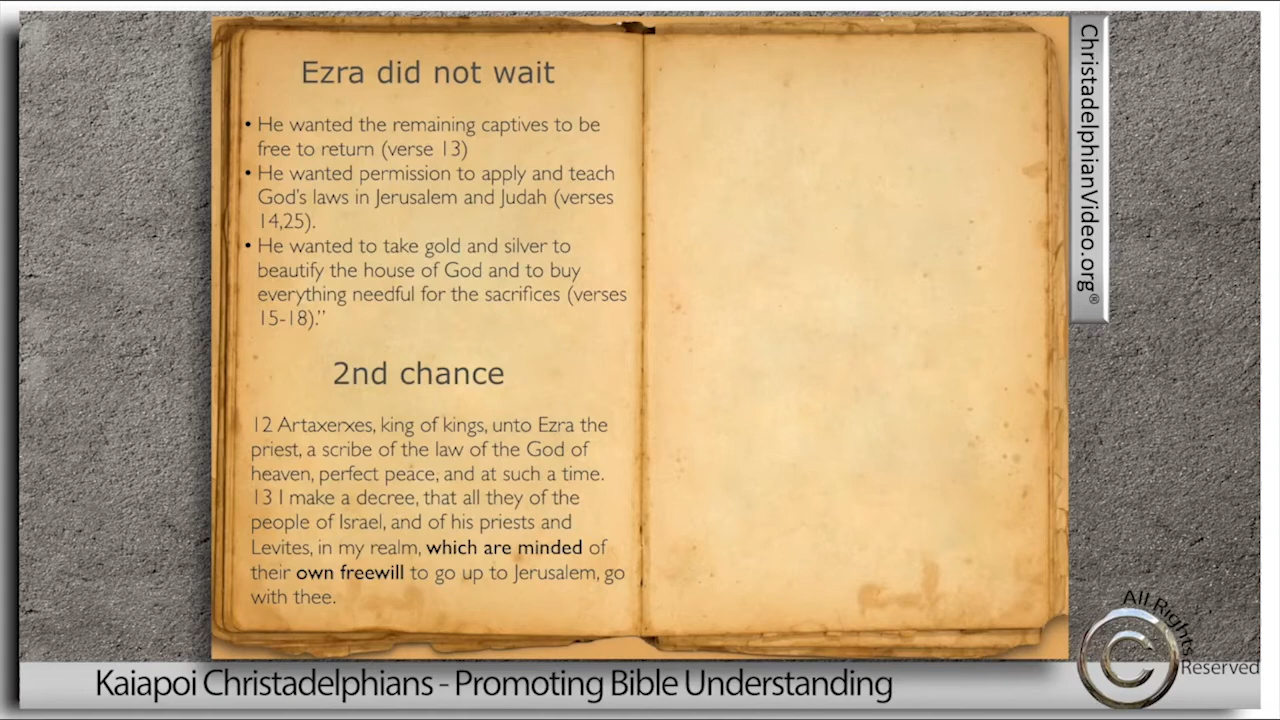 Ezra did not wait
• He wanted the remaining captives to be
free to return (verse 13)
• He wanted permission to apply and teach
God's laws in Jerusalem and Judah (verses
14,25).
• He wanted to take gold and silver to
beautify the house of God and to buy
everything needful for the sacrifices (verses
15-18)."
2nd chance
12 Artaxerxes, king of kings, unto Ezra the
priest, a scribe of the law of the God of
heaven, perfect peace, and at such a time.
13 I make a decree, that all they of the
people of Israel, and of his priests and
Levites, in my realm, which are minded of
their own freewill to go up to Jerusalem, go
with thee.
ChristadelphianVideo.org®
All Rights
Reserved
C
Kaiapoi Christadelphians - Promoting Bible Understanding